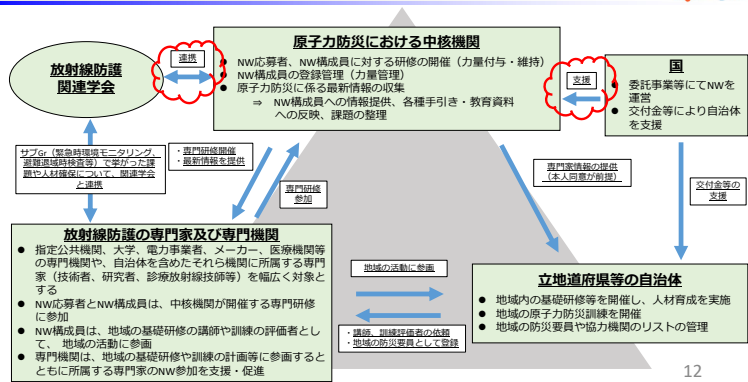 原子力防災における中核機関
● NW応募者、NW構成員に対する研修の開催（力量付与・維持）
● NW構成員の登録管理（力量管理）
● 原子力防災に係る最新情報の収集
⇒ NW構成員への情報提供、各種手引き・教育資料
への反映、課題の整理
連携
放射線防護
関連学会
支援
国
● 委託事業等にてNWを
運営
● 交付金等により自治体
を支援
サブGr（緊急時環境モニタリング、
避難退域時検査等）で挙がった課
題や人材確保について、関連学会
と連携
・専門研修開催
・最新情報を提供
専門研修
参加
専門家情報の提供
（本人同意が前提）
交付金等の
支援
放射線防護の専門家及び専門機関
● 指定公共機関、大学、電力事業者、メーカー、医療機関等
の専門機関や、自治体を含めたそれら機関に所属する専門
家（技術者、研究者、診療放射線技師等）を幅広く対象と
する
● NW応募者とNW構成員は、中核機関が開催する専門研修
に参加
● NW構成員は、地域の基礎研修の講師や訓練の評価者とし
て、 地域の活動に参画
● 専門機関は、地域の基礎研修や訓練の計画等に参画すると
ともに所属する専門家のNW参加を支援・促進
地域の活動に参画
・講師、訓練評価者の依頼
・地域の防災要員として登録
立地道府県等の自治体
● 地域内の基礎研修等を開催し、人材育成を実施
● 地域の原子力防災訓練を開催
● 地域の防災要員や協力機関のリストの管理
12